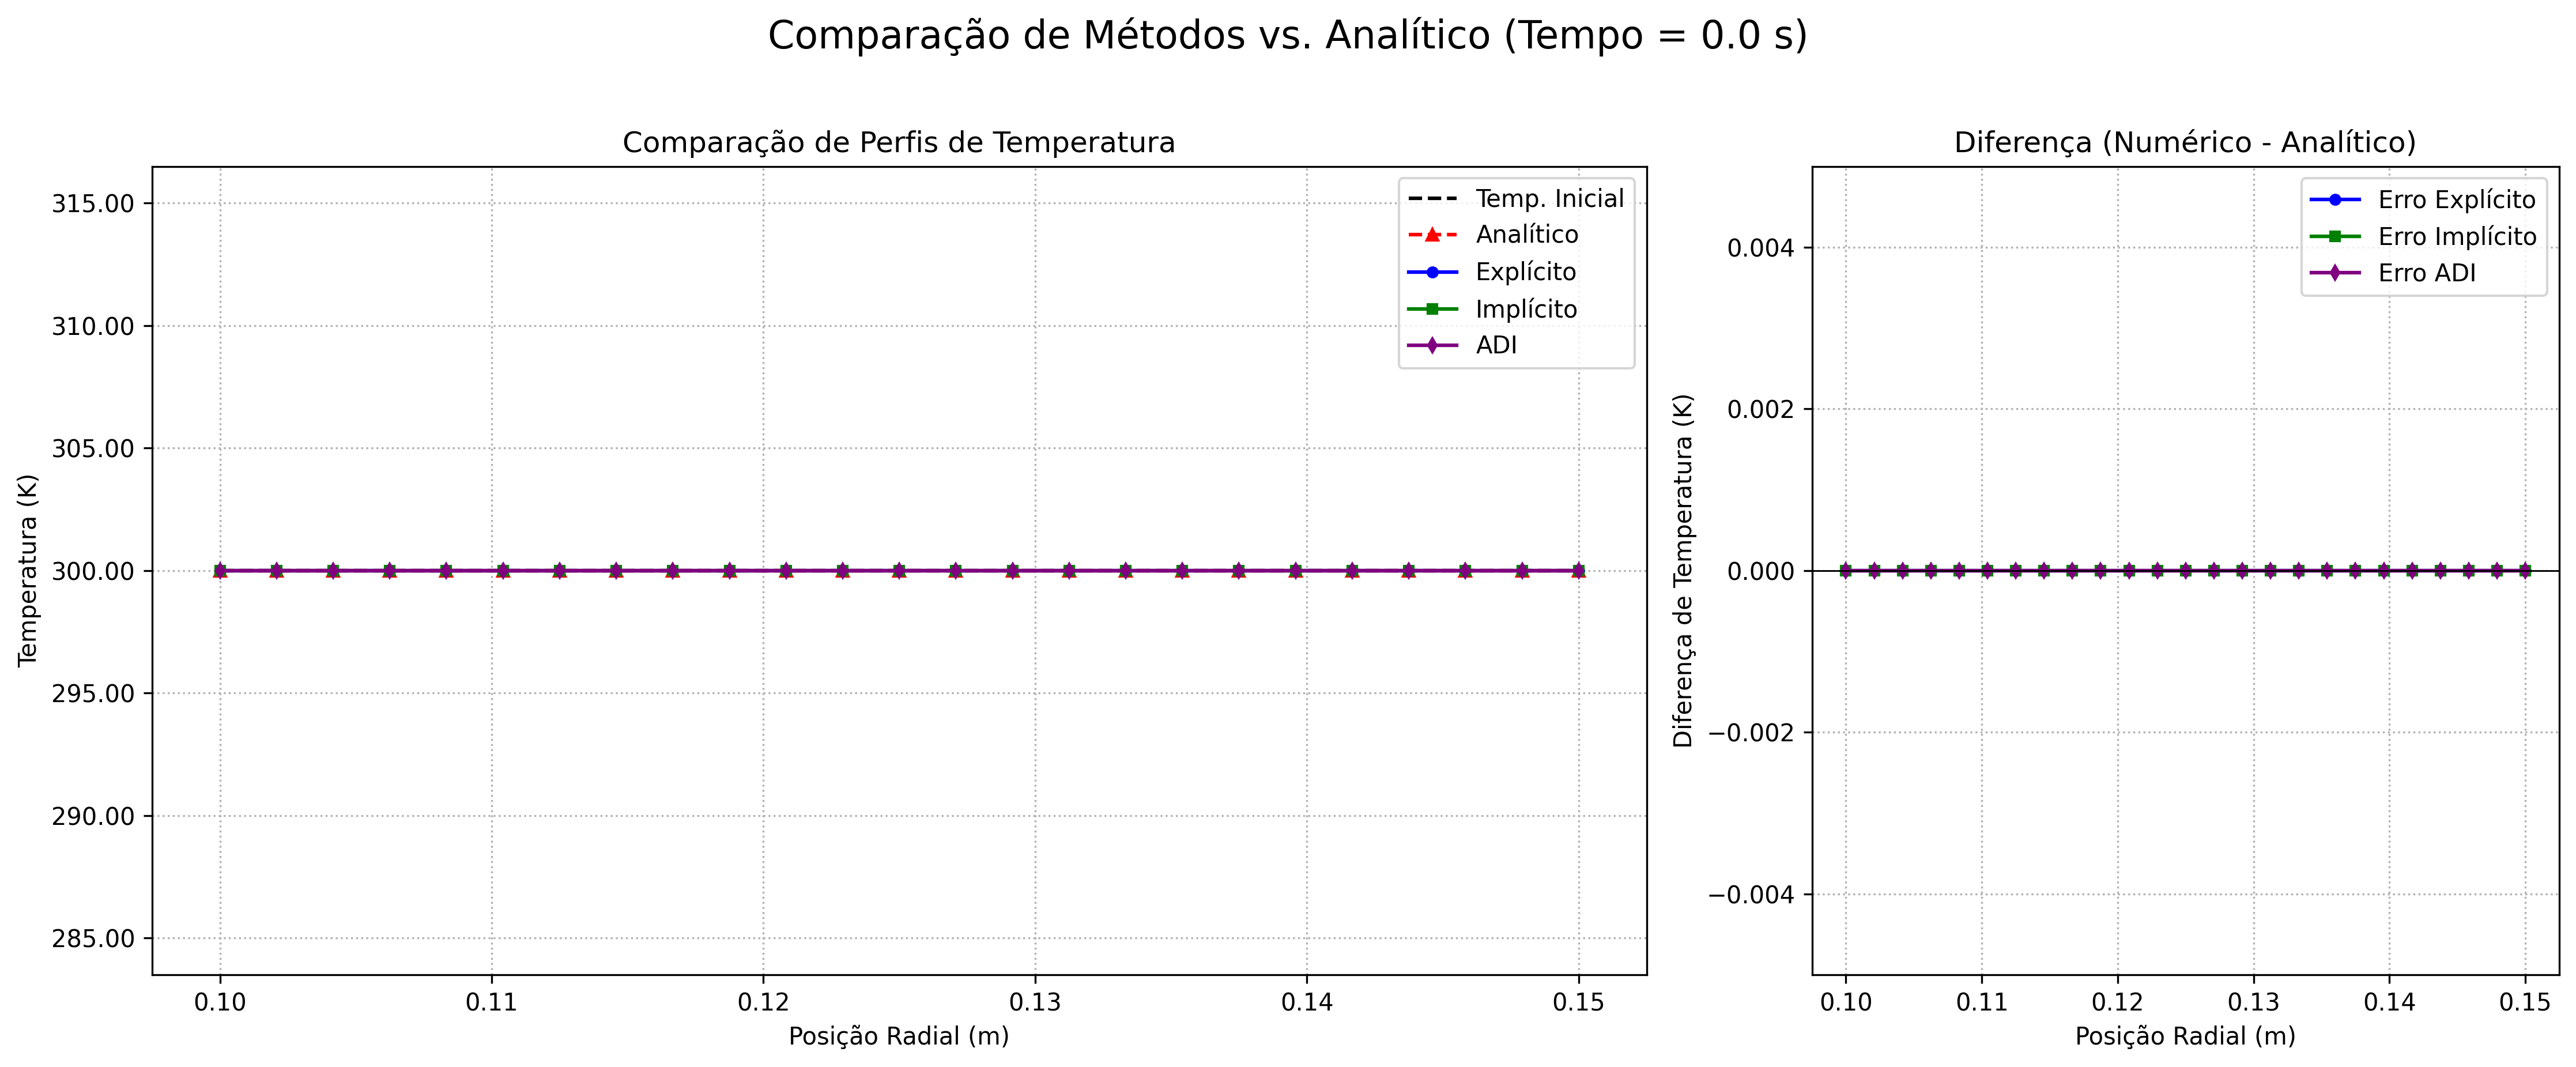 Comparação de Métodos vs. Analítico (Tempo = 0.0 s)
Comparação de Perfis de Temperatura
Temperatura (K)
315.00
310.00
305.00
300.00
295.00
290.00
285.00
Temp. Inicial
Analítico
Explícito
Implícito
ADI
0.10
0.11
0.12
0.13
0.14
0.15
Posição Radial (m)
Diferença (Numérico - Analítico)
Diferença de Temperatura (K)
0.004
0.002
0.000
−0.002
−0.004
Erro Explícito
Erro Implícito
Erro ADI
0.10
0.11
0.12
0.13
0.14
0.15
Posição Radial (m)